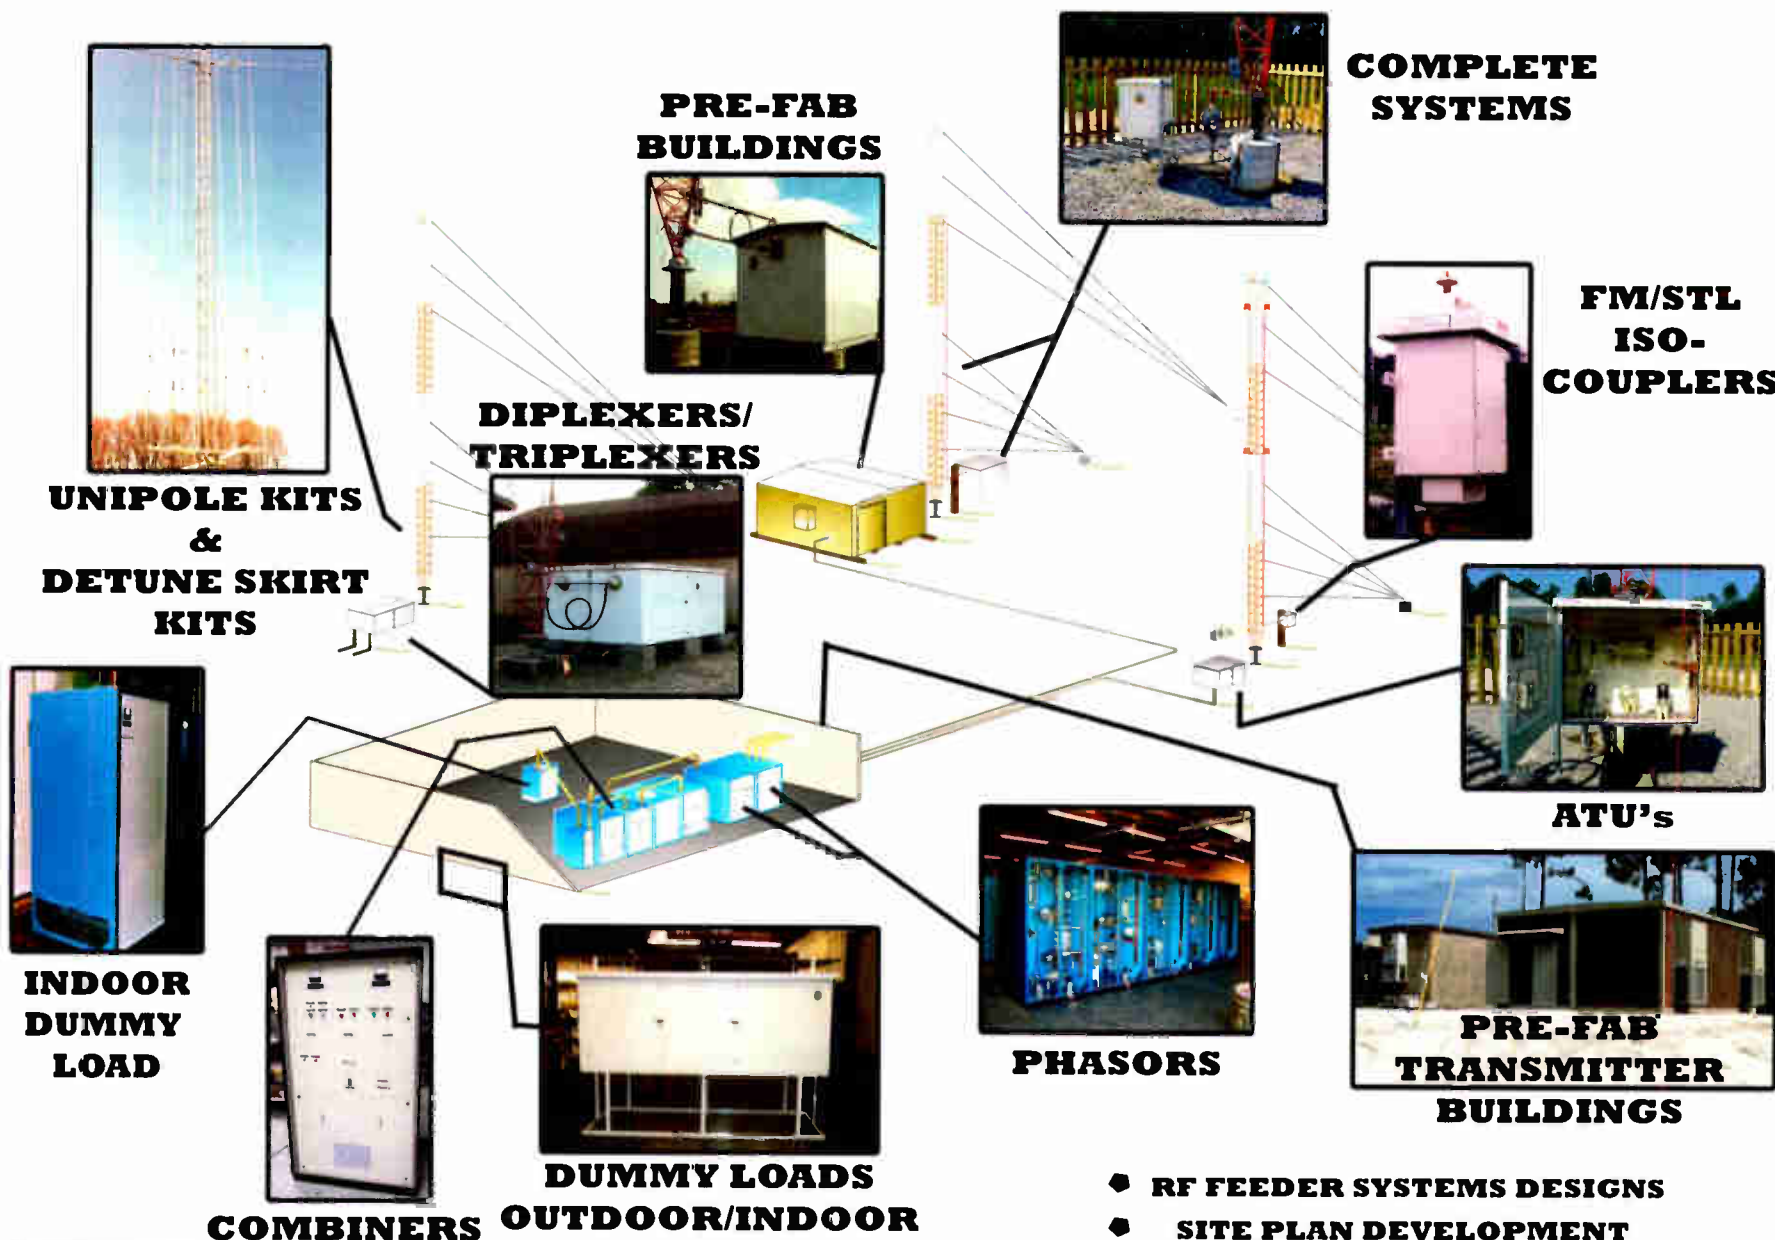 COMPLETE
SYSTEMS
PRE-FAB
BUILDINGS
FM/STL
ISO-
COUPLERS
DIPLEXERS/
TRIPLEXERS
UNIPOLE KITS
&
DETUNE SKIRT
KITS
ATU's
INDOOR
DUMMY
LOAD
PHASORS
PRE-FAB
TRANSMITTER
BUILDINGS
COMBINERS
DUMMY LOADS
OUTDOOR/INDOOR
RF FEEDER SYSTEMS DESIGNS
SITE PLAN DEVELOPMENT